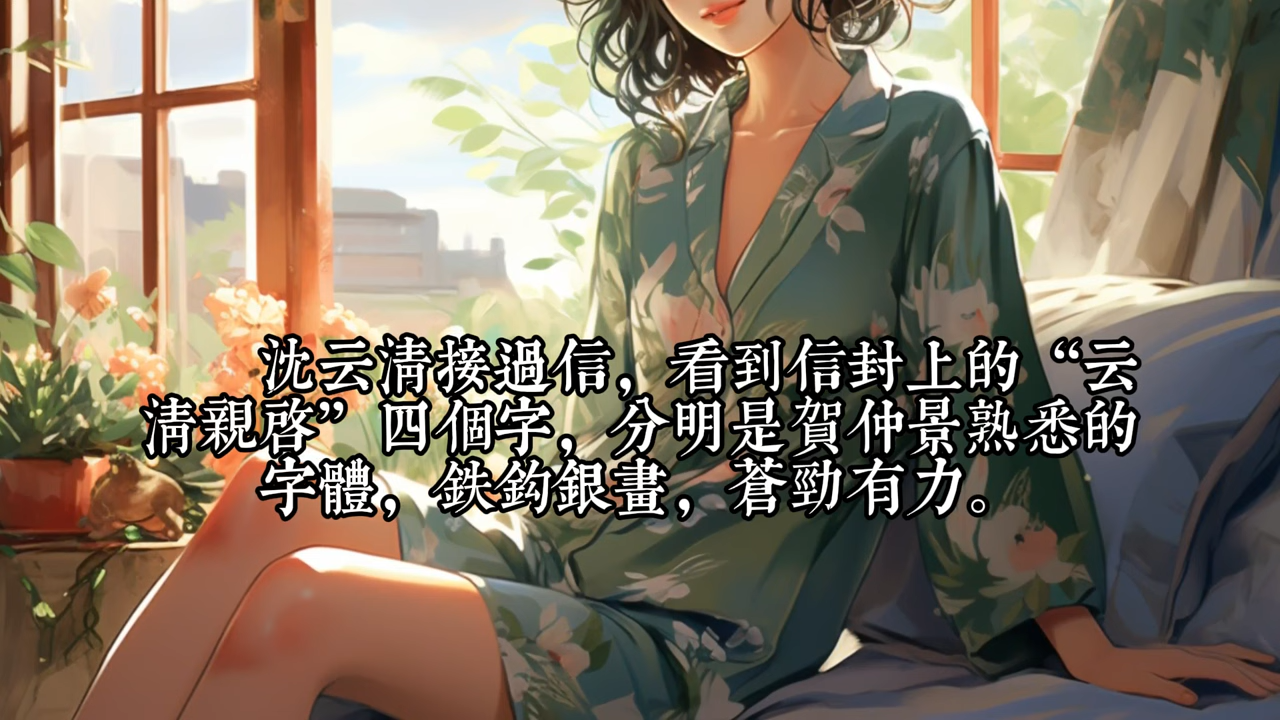 沈云清接過信，看到信封上的“云
清親啓”四個字，分明是賀仲景熟悉的
字體，鉄鈎銀畫，蒼勁有力。